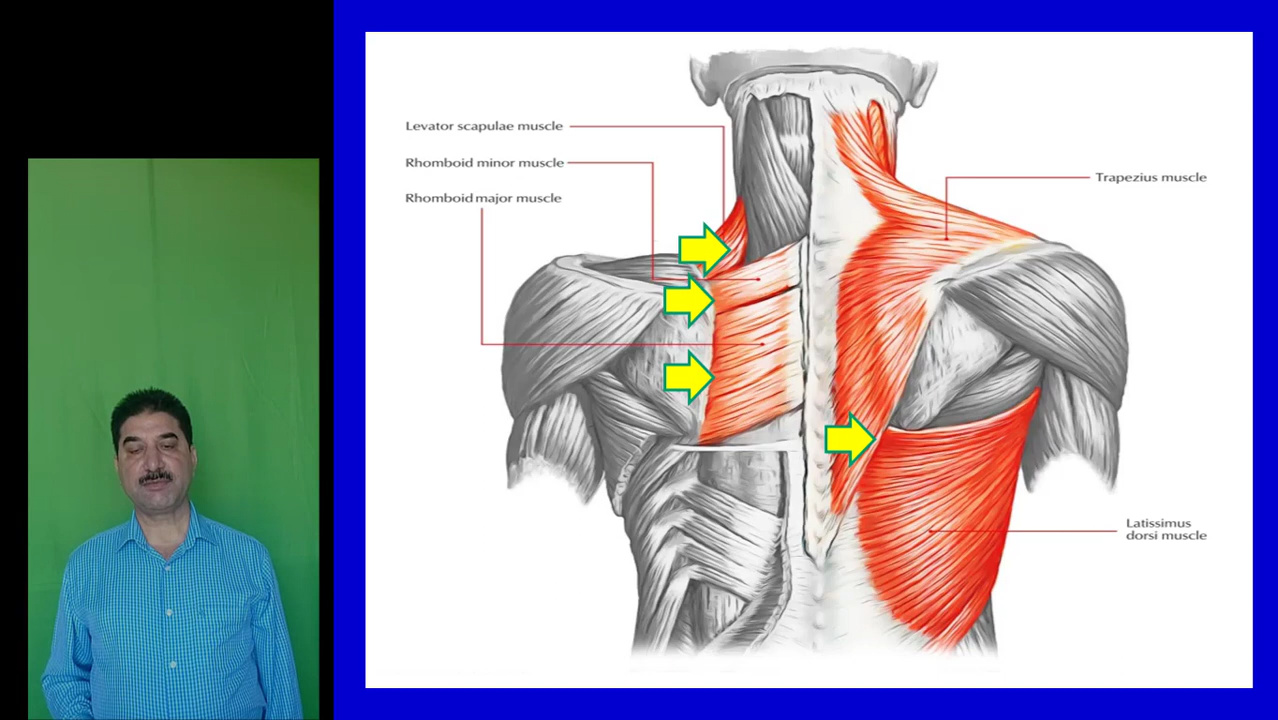 Levator scapulae muscle
Rhomboid minor muscle
Rhomboid major muscle
Trapezius muscle
Latissimus
dorsi muscle